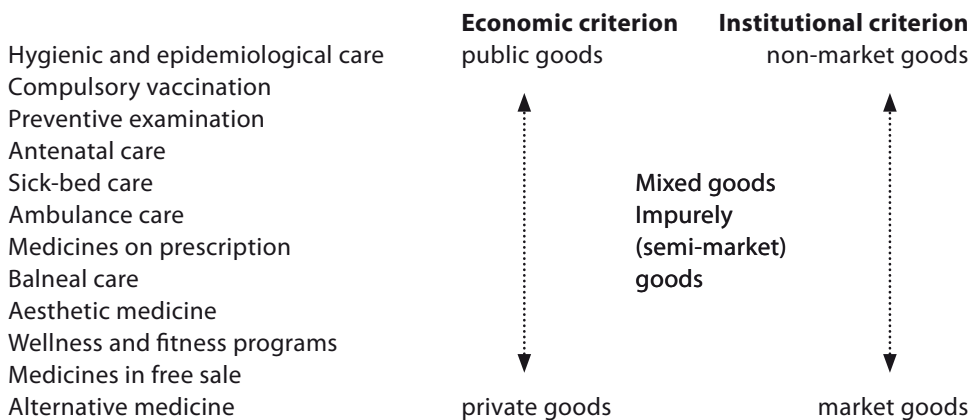 Economic criterion Institutional criterion
Hygienic and epidemiological care public goods non-market goods
Compulsory vaccination
Preventive examination
Antenatal care
Sick-bed care Mixed goods
Ambulance care Impurely
Medicines on prescription (semi-market)
Balneal care goods
Aesthetic medicine
Wellness and fitness programs
Medicines in free sale
Alternative medicine private goods market goods